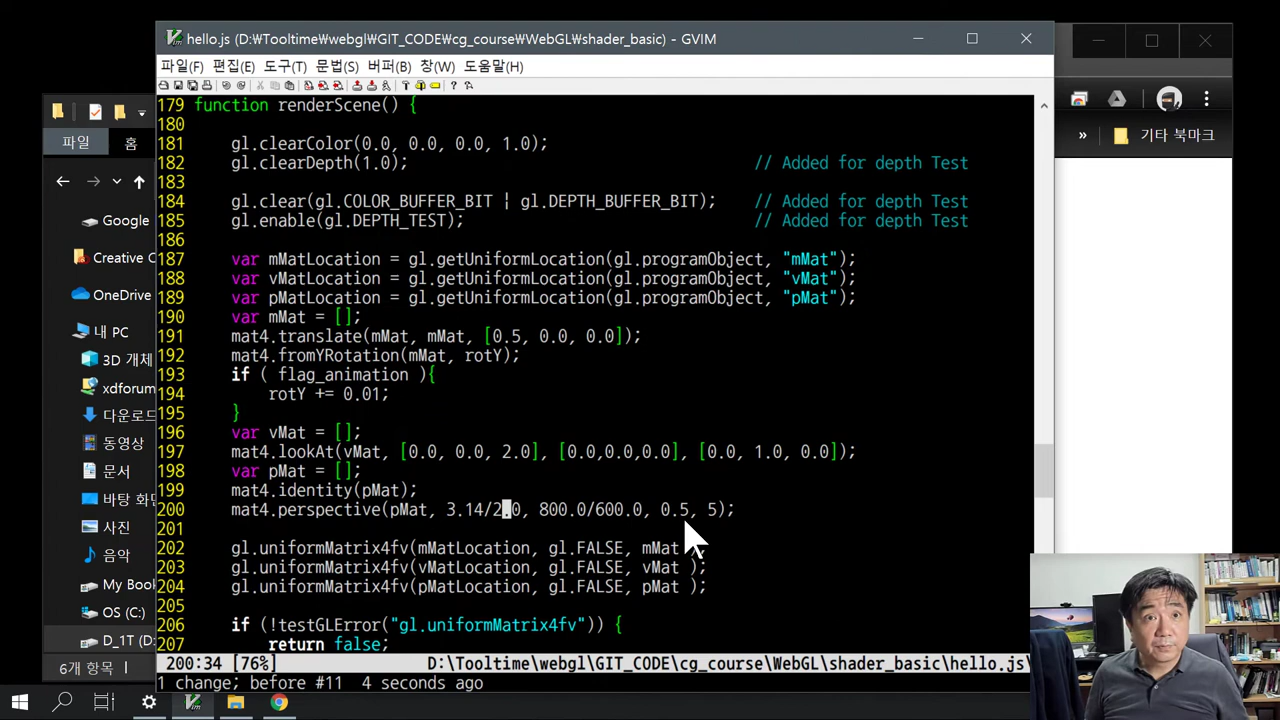 hello.js (D:₩Tooltime₩webgl₩GIT_CODE₩cg_course₩WebGL₩shader_basic) - GVIM
파일(F) 편집(E) 도구(T) 문법(S) 버퍼(B) 창(W) 도움말(H)
179 function renderScene() {
180
181 gl.clearColor(0.0, 0.0, 0.0, 1.0);
182 gl.clearDepth(1.0); // Added for depth Test
183
184 gl.clear(gl.COLOR_BUFFER_BIT | gl.DEPTH_BUFFER_BIT); // Added for depth Test
185 gl.enable(gl.DEPTH_TEST); // Added for depth Test
186
187 var mMatLocation = gl.getUniformLocation(gl.programObject, "mMat");
188 var vMatLocation = gl.getUniformLocation(gl.programObject, "vMat");
189 var pMatLocation = gl.getUniformLocation(gl.programObject, "pMat");
190 var mMat = [];
191 mat4.translate(mMat, mMat, [0.5, 0.0, 0.0]);
192 mat4.fromYRotation(mMat, rotY);
193 if ( flag_animation ){
194 rotY += 0.01;
195 }
196 var vMat = [];
197 mat4.lookAt(vMat, [0.0, 0.0, 2.0], [0.0,0.0,0.0], [0.0, 1.0, 0.0]);
198 var pMat = [];
199 mat4.identity(pMat);
200 mat4.perspective(pMat, 3.14/2.0, 800.0/600.0, 0.5, 5);
201
202 gl.uniformMatrix4fv(mMatLocation, gl.FALSE, mMat );
203 gl.uniformMatrix4fv(vMatLocation, gl.FALSE, vMat );
204 gl.uniformMatrix4fv(pMatLocation, gl.FALSE, pMat );
205
206 if (!testGLError("gl.uniformMatrix4fv")) {
207 return false;
200:34 [76%] D:\Tooltime\webgl\GIT_CODE\cg_course\WebGL\shader_basic\hello.js\
1 change; before #11 4 seconds ago
파일 홈
Google
Creative C
OneDrive
내 PC
3D 개체
xdforum
다운로드
동영상
문서
바탕 화면
사진
음악
My Book
OS (C:)
D_1T (D:
6개 항목
» 기타 북마크